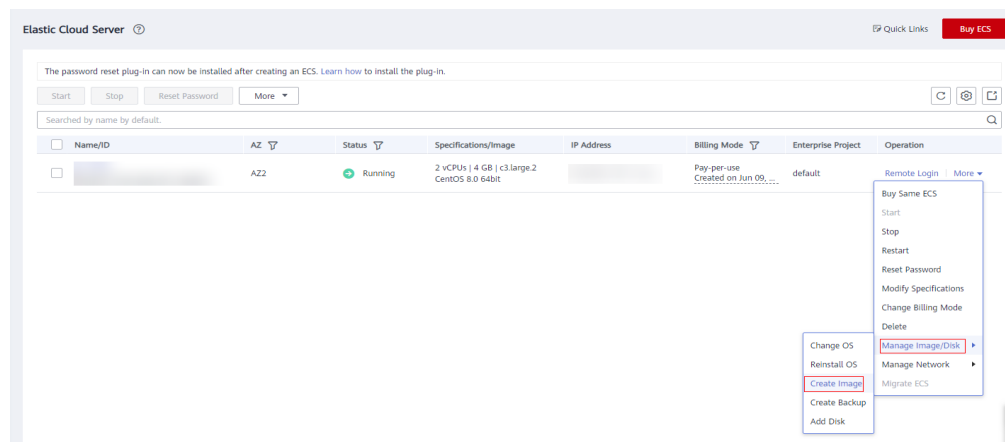 Elastic Cloud Server ?
Quick Links
Buy ECS
The password reset plug-in can now be installed after creating an ECS. Learn how to install the plug-in.
Start Stop Reset Password More
Searched by name by default.
Name/ID AZ Status Specifications/Image IP Address Billing Mode Enterprise Project Operation
AZ2 Running 2 vCPUs | 4 GB | c3.large.2 Pay-per-use default Remote Login More
CentOS 8.0 64bit Created on Jun 09, ...
Buy Same ECS
Start
Stop
Restart
Reset Password
Modify Specifications
Change Billing Mode
Delete
Manage Image/Disk
Manage Network
Migrate ECS
Change OS
Reinstall OS
Create Image
Create Backup
Add Disk